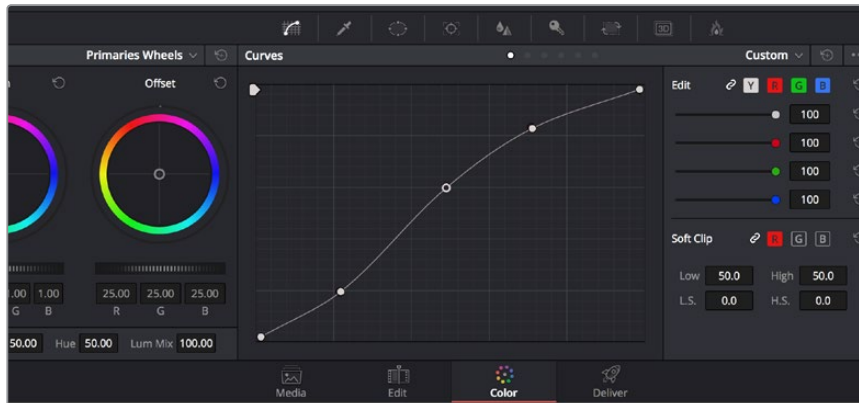 3D
Primaries Wheels
Curves
Custom
Offset
Edit Y R G B
100
100
100
100
Soft Clip R G B
Low 50.0 High 50.0
L.S. 0.0 H.S. 0.0
1.00 25.00 25.00 25.00
G B R G B
50.00 Hue 50.00 Lum Mix 100.00
Media
Edit
Color
Deliver